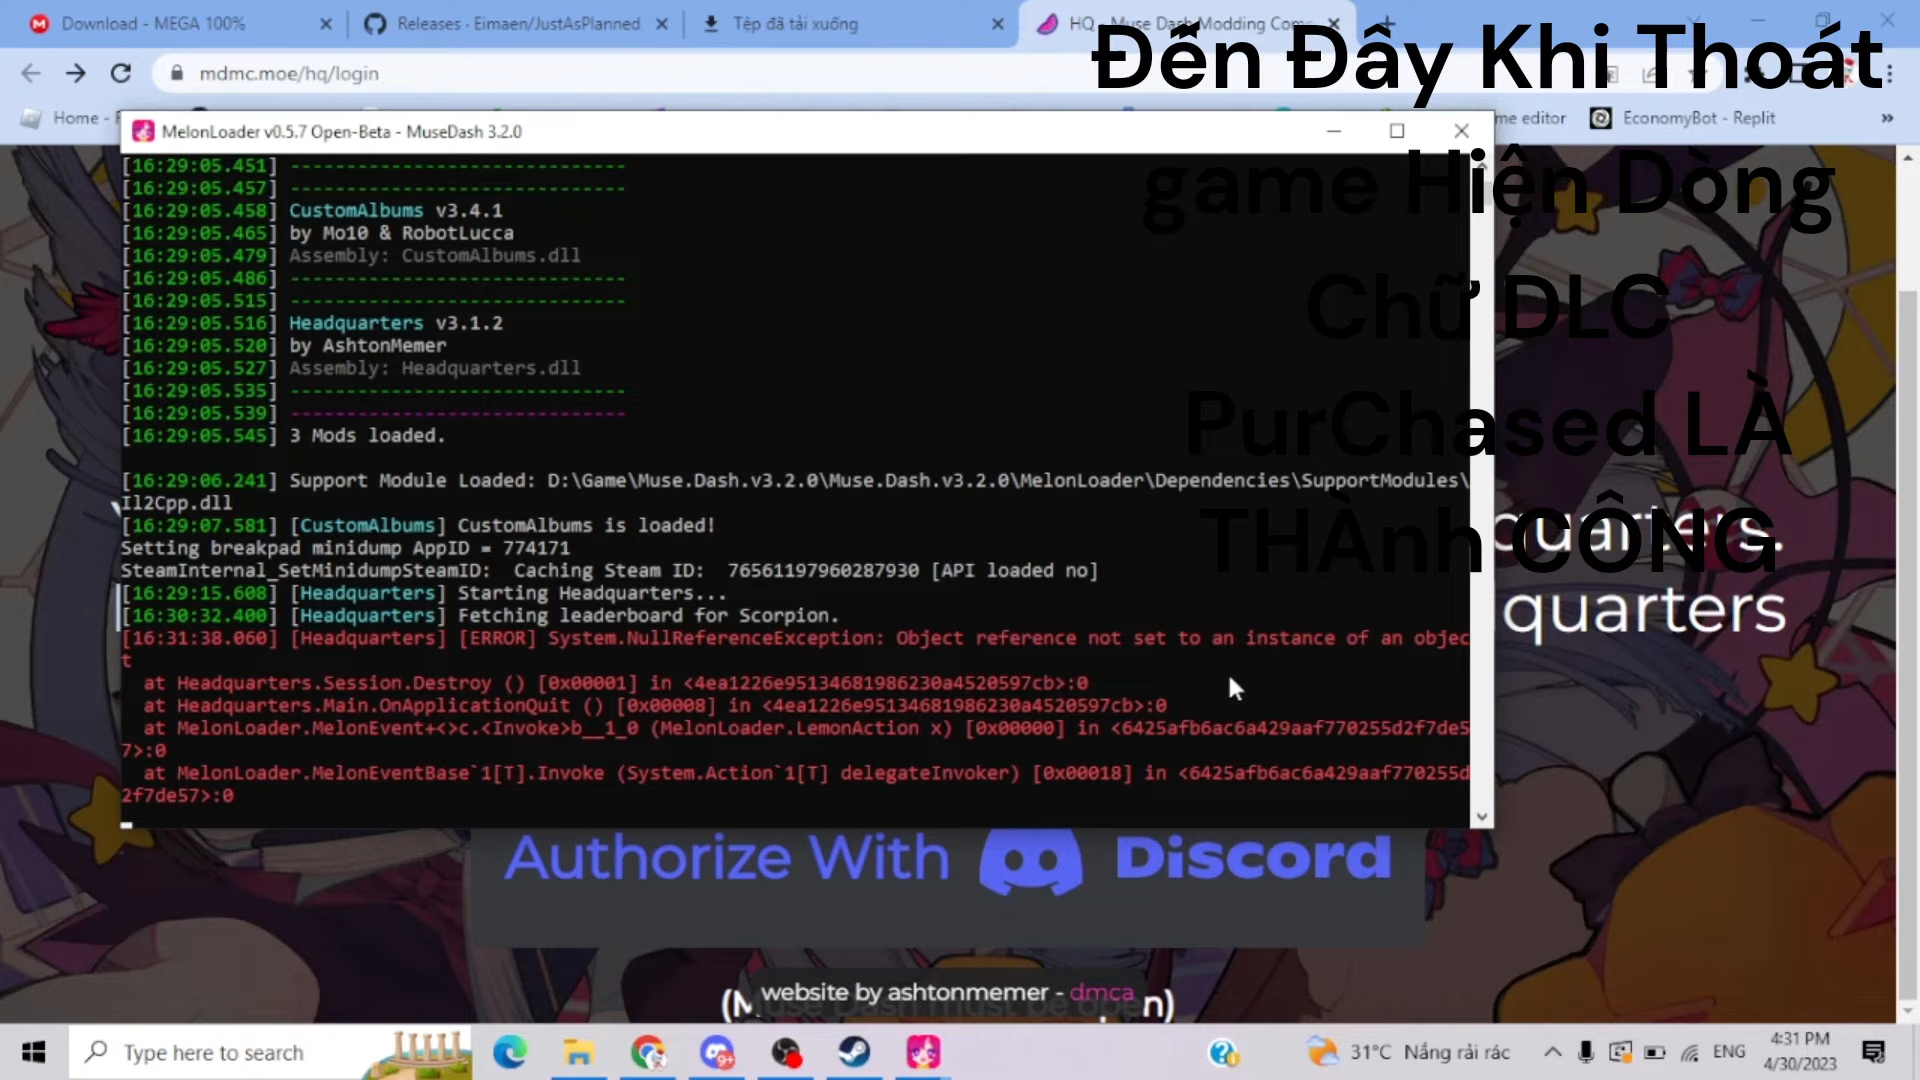 Download - MEGA 100%
Releases · Eimaen/JustAsPlanned
Tệp đã tải xuống
HQ - Muse Dash Modding Com
mdmc.moe/hq/login
Home -
me editor
EconomyBot - Replit
»
Đến Đây Khi Thoát
game Hiện Dòng
Chữ DLC
PurChased LÀ
THÀnh CÔNG
MelonLoader v0.5.7 Open-Beta - MuseDash 3.2.0
[16:29:05.451] ------------------------------
[16:29:05.457] ------------------------------
[16:29:05.458] CustomAlbums v3.4.1
[16:29:05.465] by Mo10 & RobotLucca
[16:29:05.479] Assembly: CustomAlbums.dll
[16:29:05.486] ------------------------------
[16:29:05.515] ------------------------------
[16:29:05.516] Headquarters v3.1.2
[16:29:05.520] by AshtonMemer
[16:29:05.527] Assembly: Headquarters.dll
[16:29:05.535] ------------------------------
[16:29:05.539] ------------------------------
[16:29:05.545] 3 Mods loaded.
[16:29:06.241] Support Module Loaded: D:\Game\Muse.Dash.v3.2.0\Muse.Dash.v3.2.0\MelonLoader\Dependencies\SupportModules\
Il2Cpp.dll
[16:29:07.581] [CustomAlbums] CustomAlbums is loaded!
Setting breakpad minidump AppID = 774171
SteamInternal_SetMinidumpSteamID:  Caching Steam ID:  76561197960287930 [API loaded no]
[16:29:15.608] [Headquarters] Starting Headquarters...
[16:30:32.400] [Headquarters] Fetching leaderboard for Scorpion.
[16:31:38.060] [Headquarters] [ERROR] System.NullReferenceException: Object reference not set to an instance of an objec
t
at Headquarters.Session.Destroy () [0x00001] in <4ea1226e95134681986230a4520597cb>:0
at Headquarters.Main.OnApplicationQuit () [0x00008] in <4ea1226e95134681986230a4520597cb>:0
at MelonLoader.MelonEvent+<>c.<Invoke>b__1_0 (MelonLoader.LemonAction x) [0x00000] in <6425afb6ac6a429aaf770255d2f7de5
7>:0
at MelonLoader.MelonEventBase`1[T].Invoke (System.Action`1[T] delegateInvoker) [0x00018] in <6425afb6ac6a429aaf770255d
2f7de57>:0
quarters.
quarters
Authorize With Discord
(Muse Dash must be open)
website by ashtonmemer - dmca
Type here to search
9+
31°C Nắng rải rác
ENG
4:31 PM
4/30/2023